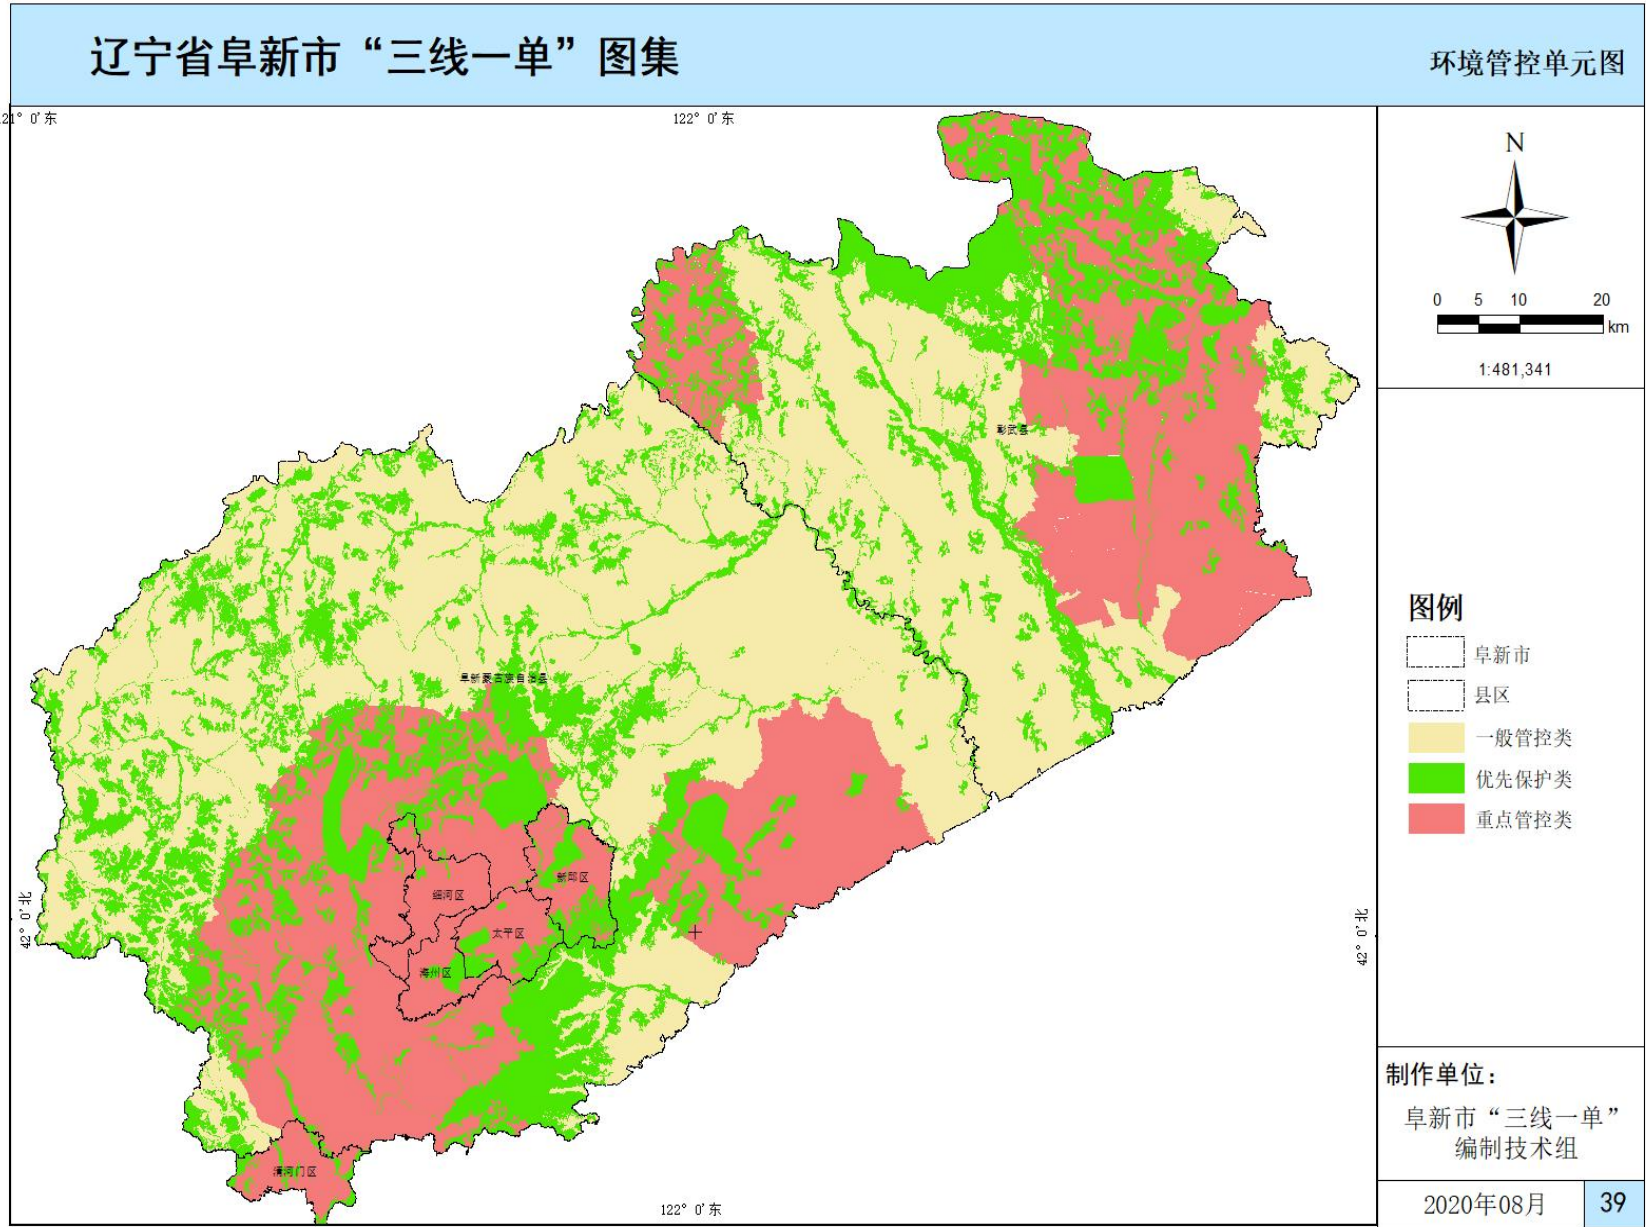 辽宁省阜新市“三线一单”图集
环境管控单元图
121° 0′东
122° 0′东
N
0 5 10 20
km
1:481,341
彰武县
阜新蒙古族自治县
新邱区
细河区
太平区
海州区
清河门区
42° 0′北
42° 0′北
122° 0′东
图例
阜新市
县区
一般管控类
优先保护类
重点管控类
制作单位：
阜新市“三线一单”
编制技术组
2020年08月
39